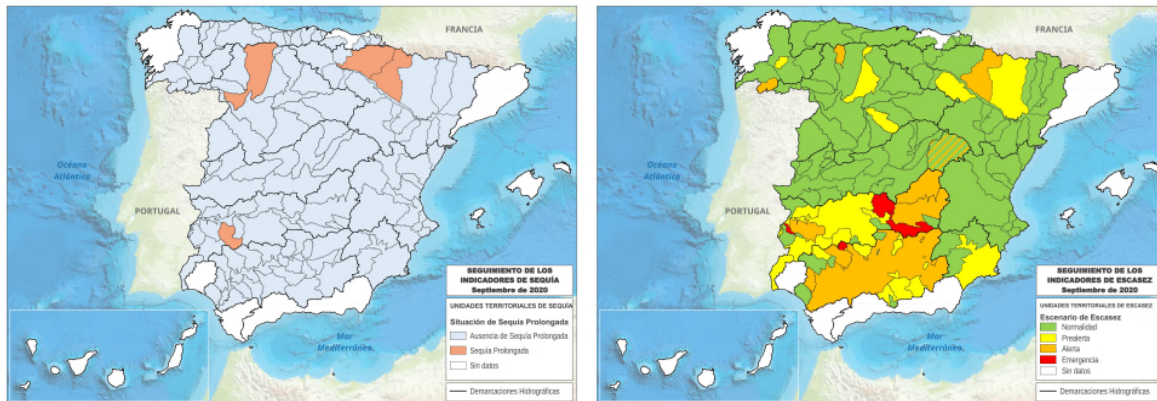 FRANCIA
Océano
Atlántico
PORTUGAL
Mar
Mediterráneo
SEGUIMIENTO DE LOS
INDICADORES DE SEQUÍA
Septiembre de 2020
UNIDADES TERRITORIALES DE SEQUÍA
Situación de Sequía Prolongada
Ausencia de Sequía Prolongada
Sequía Prolongada
Sin datos
Demarcaciones Hidrográficas
FRANCIA
Océano
Atlántico
PORTUGAL
Mar
Mediterráneo
SEGUIMIENTO DE LOS
INDICADORES DE ESCASEZ
Septiembre de 2020
UNIDADES TERRITORIALES DE ESCASEZ
Escenario de Escasez
Normalidad
Prealerta
Alerta
Emergencia
Sin datos
Demarcaciones Hidrográficas